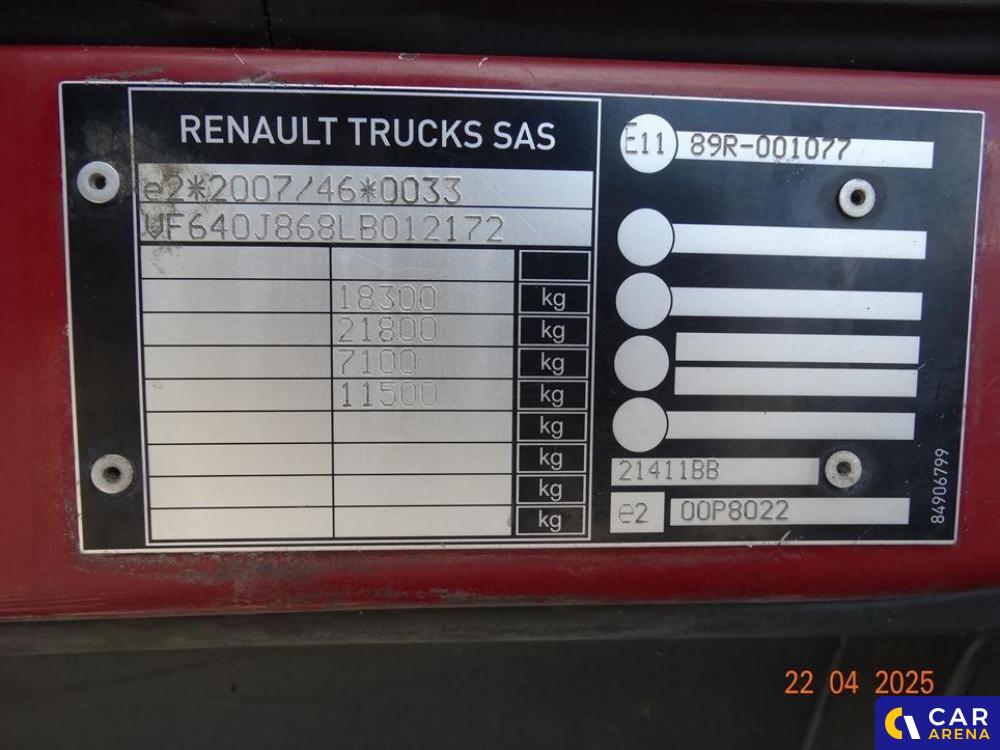 RENAULT TRUCKS SAS
e2*2007/46*0033
VF640J868LB012172
18300 kg
21800 kg
7100 kg
11500 kg
kg
kg
kg
kg
E11 89R-001077
21411BB
e2 00P8022
84906799
22 04 2025
CAR
ARENA